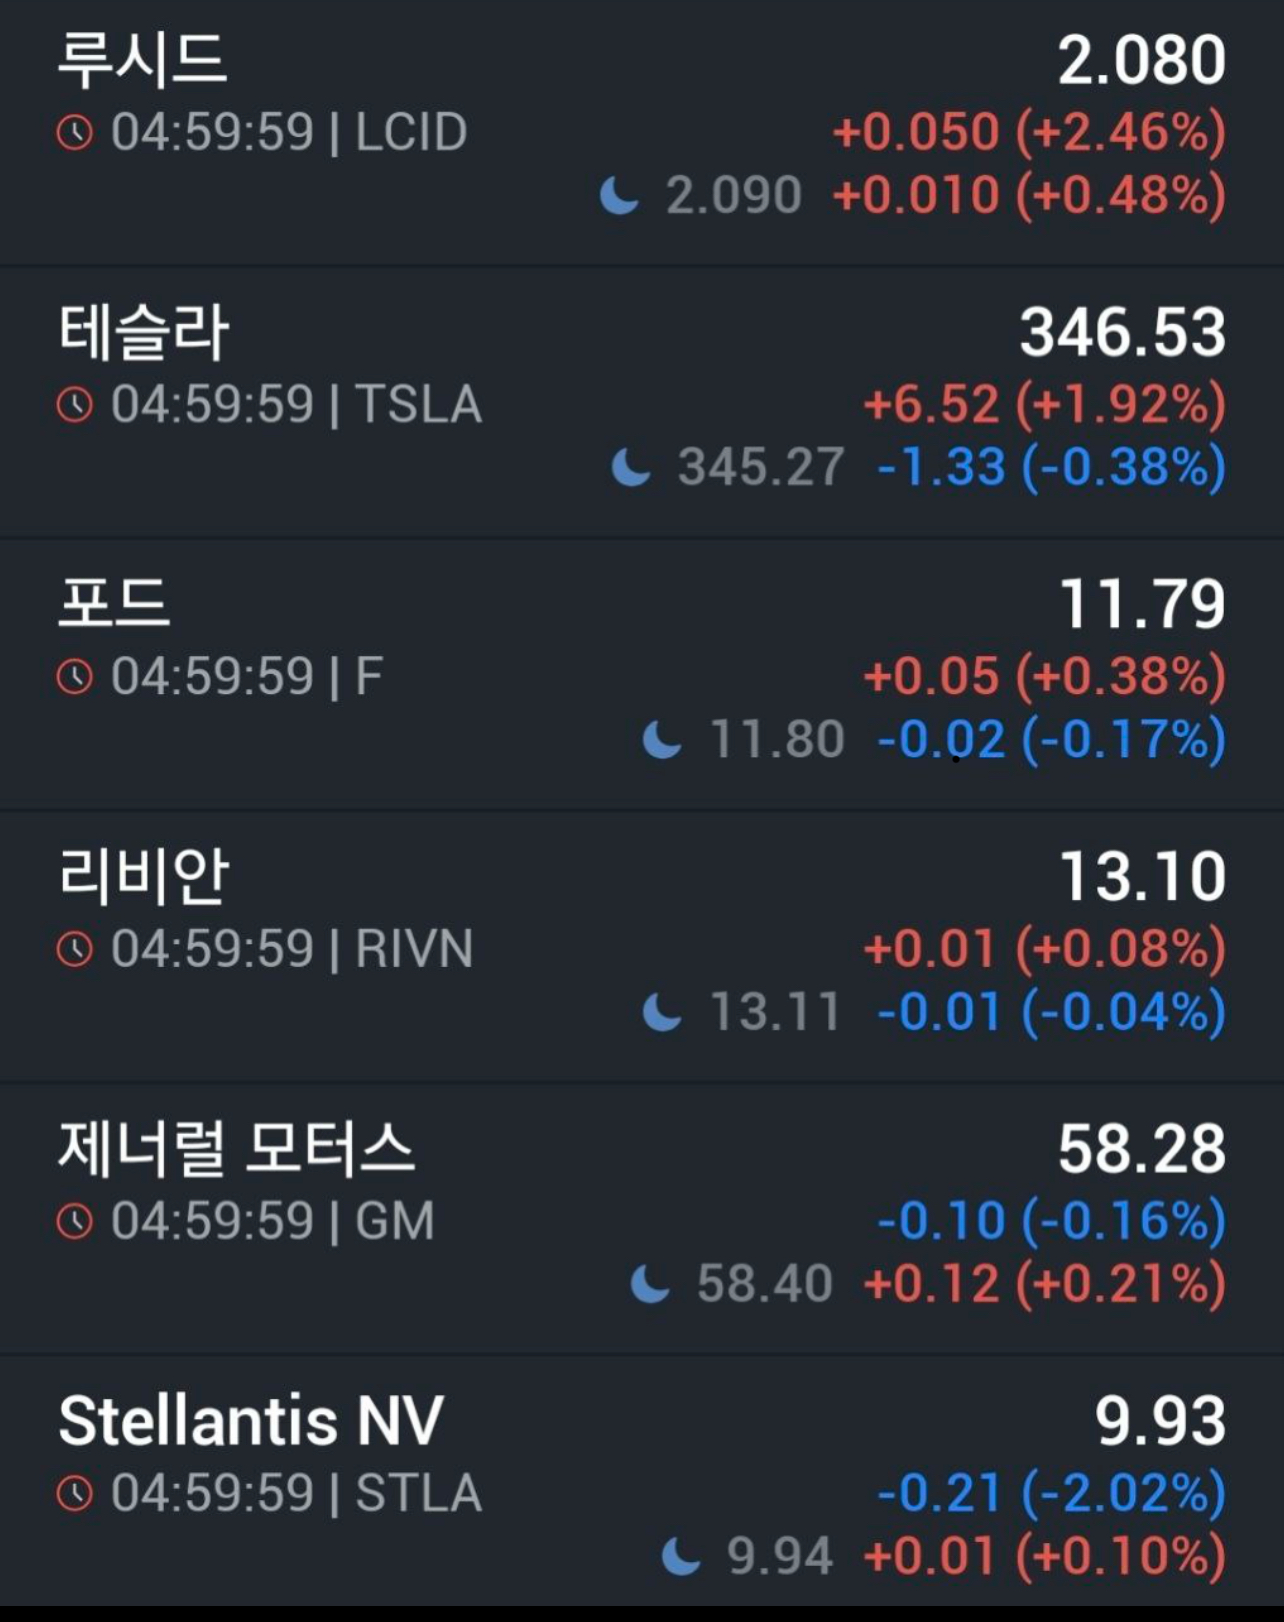 루시드
2.080
04:59:59 | LCID
+0.050 (+2.46%)
2.090 +0.010 (+0.48%)
테슬라
346.53
04:59:59 | TSLA
+6.52 (+1.92%)
345.27 -1.33 (-0.38%)
포드
11.79
04:59:59 | F
+0.05 (+0.38%)
11.80 -0.02 (-0.17%)
리비안
13.10
04:59:59 | RIVN
+0.01 (+0.08%)
13.11 -0.01 (-0.04%)
제너럴 모터스
58.28
04:59:59 | GM
-0.10 (-0.16%)
58.40 +0.12 (+0.21%)
Stellantis NV
9.93
04:59:59 | STLA
-0.21 (-2.02%)
9.94 +0.01 (+0.10%)